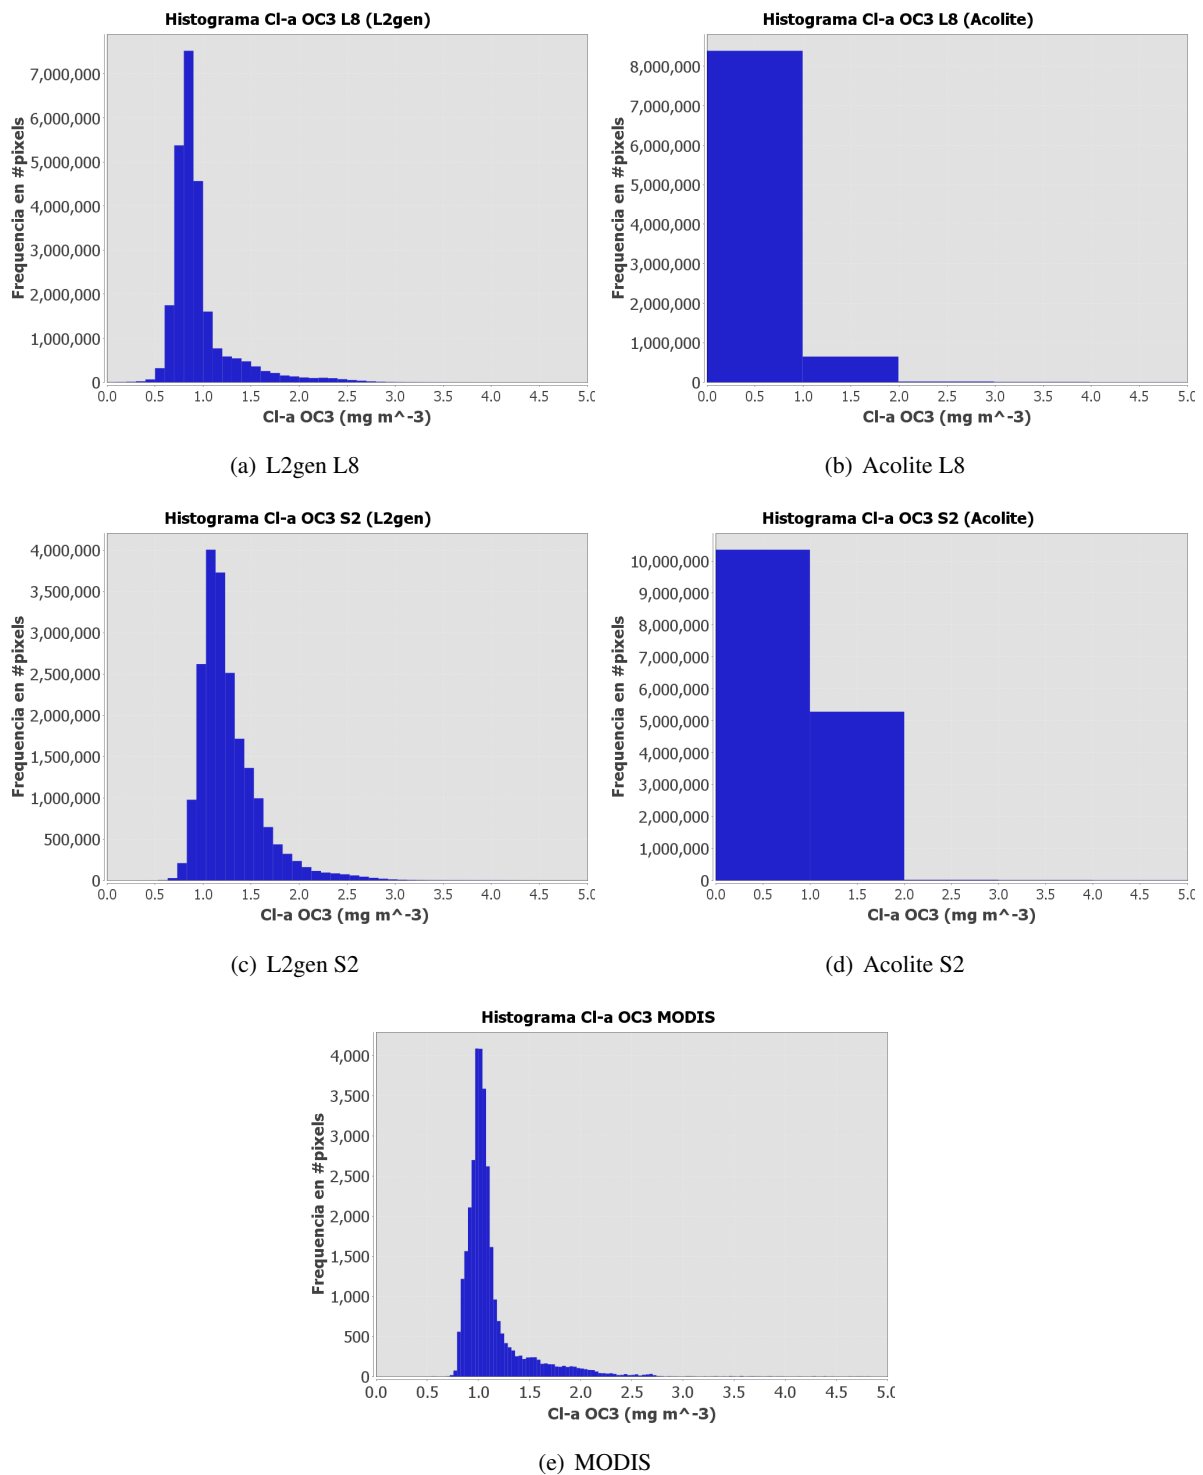 Histograma Cl-a OC3 L8 (L2gen)
Frequencia en #pixels
7,000,000
6,000,000
5,000,000
4,000,000
3,000,000
2,000,000
1,000,000
0
0.0 0.5 1.0 1.5 2.0 2.5 3.0 3.5 4.0 4.5 5.0
Cl-a OC3 (mg m^-3)
(a) L2gen L8
Histograma Cl-a OC3 L8 (Acolite)
Frequencia en #pixels
8,000,000
7,000,000
6,000,000
5,000,000
4,000,000
3,000,000
2,000,000
1,000,000
0
0.0 0.5 1.0 1.5 2.0 2.5 3.0 3.5 4.0 4.5 5.0
Cl-a OC3 (mg m^-3)
(b) Acolite L8
Histograma Cl-a OC3 S2 (L2gen)
Frequencia en #pixels
4,000,000
3,500,000
3,000,000
2,500,000
2,000,000
1,500,000
1,000,000
500,000
0
0.0 0.5 1.0 1.5 2.0 2.5 3.0 3.5 4.0 4.5 5.0
Cl-a OC3 (mg m^-3)
(c) L2gen S2
Histograma Cl-a OC3 S2 (Acolite)
Frequencia en #pixels
10,000,000
9,000,000
8,000,000
7,000,000
6,000,000
5,000,000
4,000,000
3,000,000
2,000,000
1,000,000
0
0.0 0.5 1.0 1.5 2.0 2.5 3.0 3.5 4.0 4.5 5.0
Cl-a OC3 (mg m^-3)
(d) Acolite S2
Histograma Cl-a OC3 MODIS
Frequencia en #pixels
4,000
3,500
3,000
2,500
2,000
1,500
1,000
500
0
0.0 0.5 1.0 1.5 2.0 2.5 3.0 3.5 4.0 4.5 5.0
Cl-a OC3 (mg m^-3)
(e) MODIS